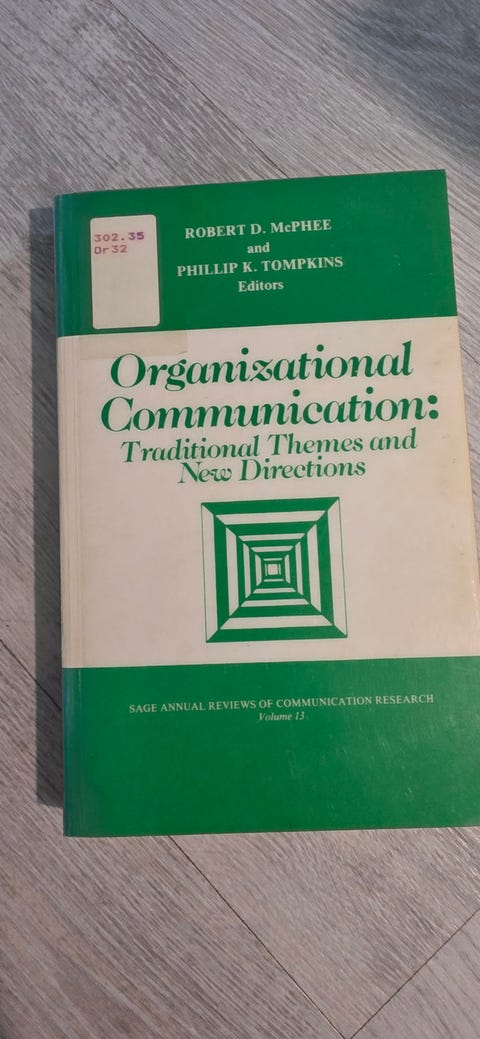 302.35
Or32
ROBERT D. McPHEE
and
PHILLIP K. TOMPKINS
Editors
Organizational
Communication:
Traditional Themes and
New Directions
SAGE ANNUAL REVIEWS OF COMMUNICATION RESEARCH
Volume 13